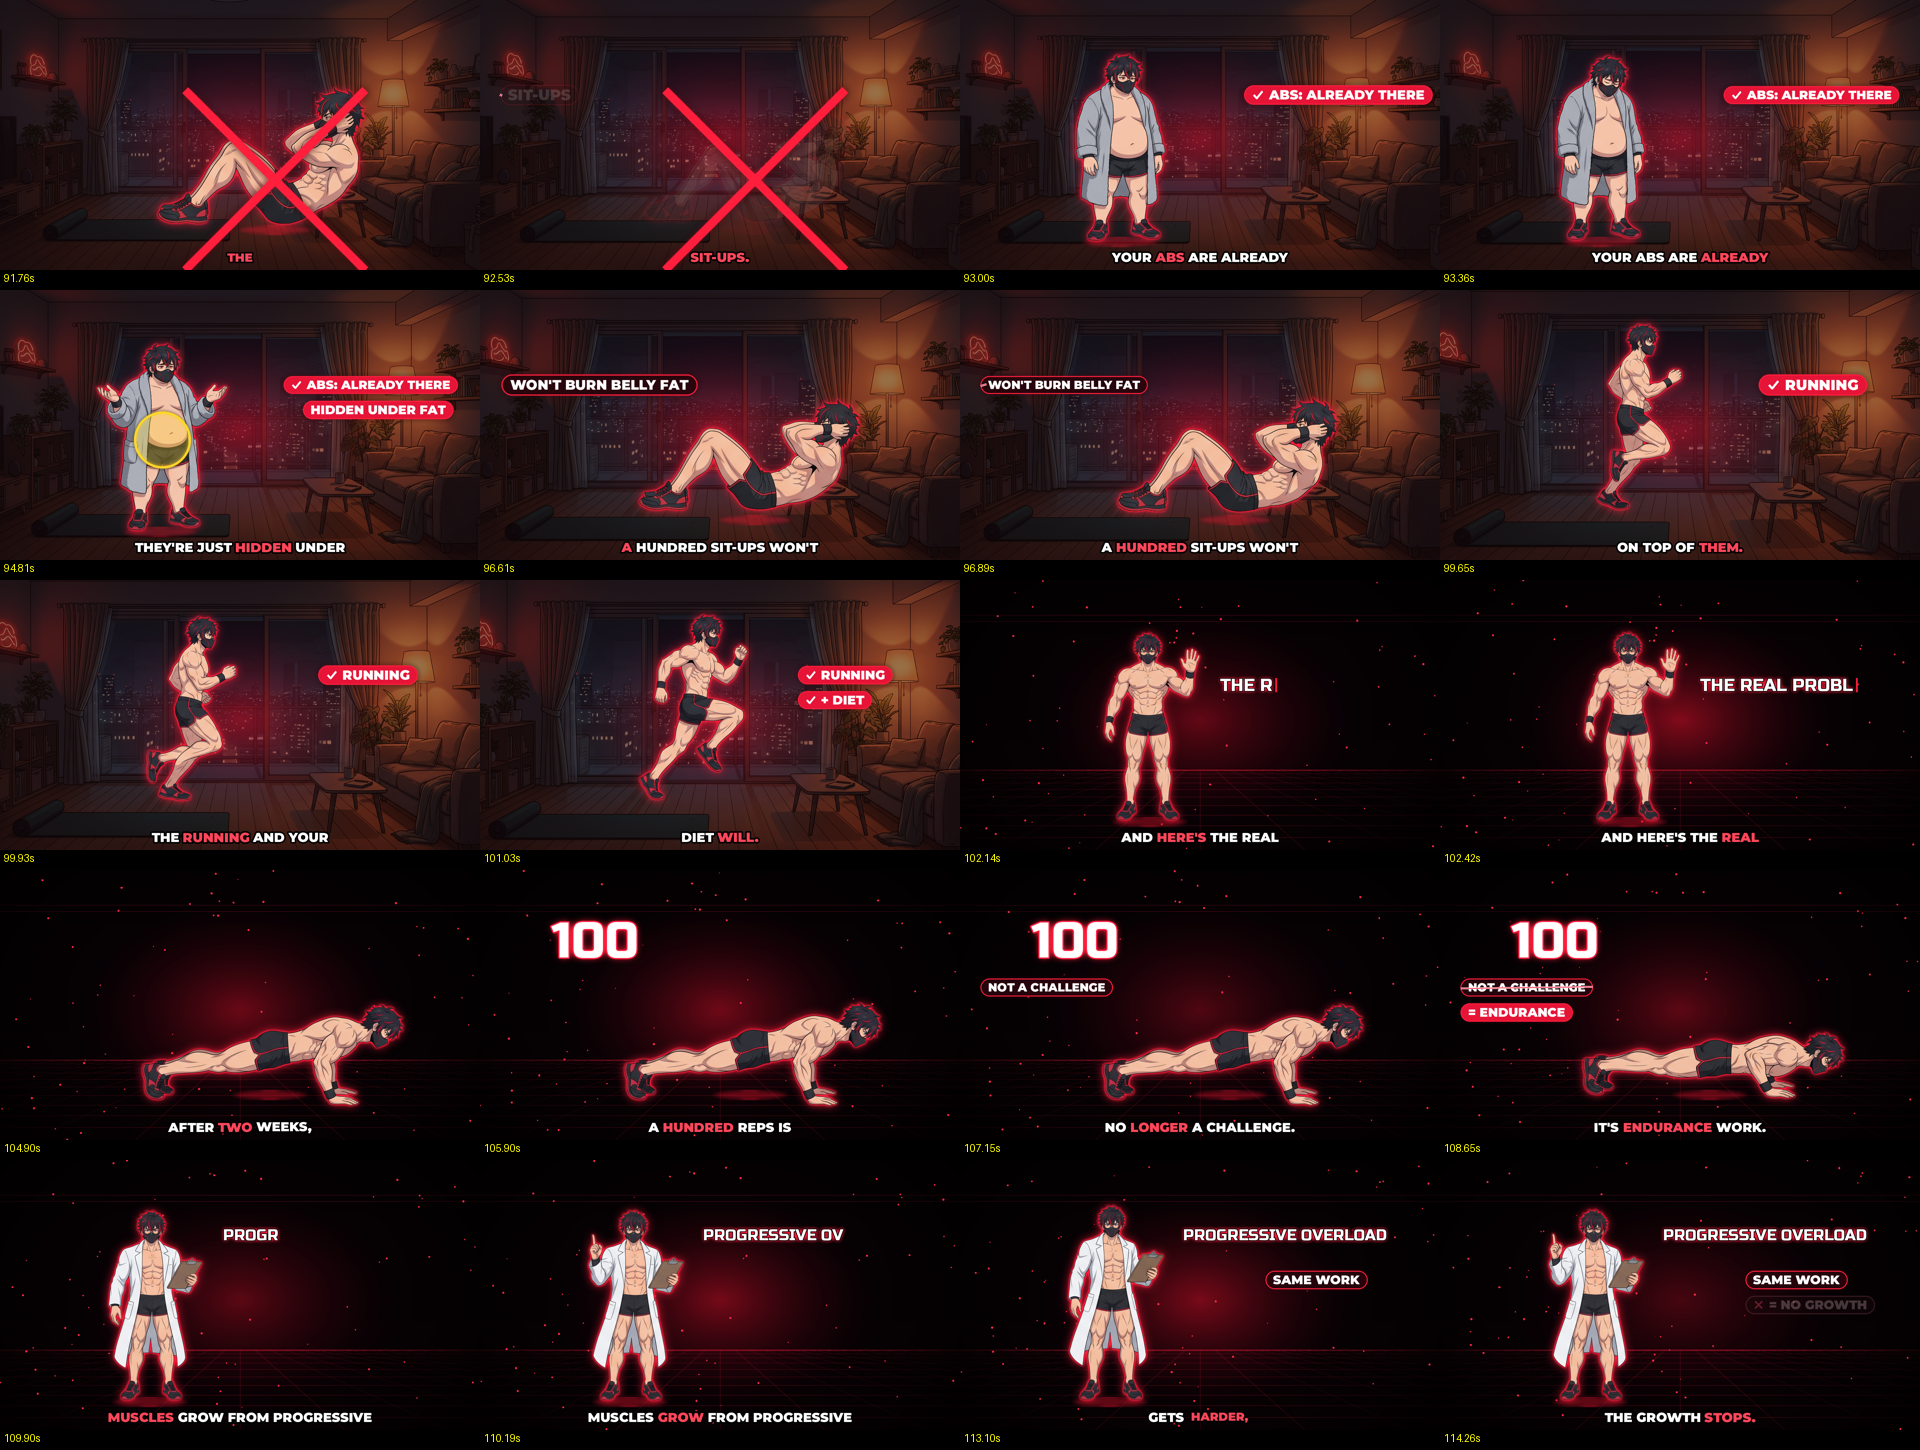 THE
91.76s
SIT-UPS
SIT-UPS.
92.53s
✓ ABS: ALREADY THERE
YOUR ABS ARE ALREADY
93.00s
✓ ABS: ALREADY THERE
YOUR ABS ARE ALREADY
93.36s
✓ ABS: ALREADY THERE
HIDDEN UNDER FAT
THEY'RE JUST HIDDEN UNDER
94.81s
WON'T BURN BELLY FAT
A HUNDRED SIT-UPS WON'T
96.61s
WON'T BURN BELLY FAT
A HUNDRED SIT-UPS WON'T
96.89s
✓ RUNNING
ON TOP OF THEM.
99.65s
✓ RUNNING
THE RUNNING AND YOUR
99.93s
✓ RUNNING
✓ + DIET
DIET WILL.
101.03s
THE R
AND HERE'S THE REAL
102.14s
THE REAL PROBL
AND HERE'S THE REAL
102.42s
AFTER TWO WEEKS,
104.90s
100
A HUNDRED REPS IS
105.90s
100
NOT A CHALLENGE
NO LONGER A CHALLENGE.
107.15s
100
NOT A CHALLENGE
= ENDURANCE
IT'S ENDURANCE WORK.
108.65s
PROGR
MUSCLES GROW FROM PROGRESSIVE
109.90s
PROGRESSIVE OV
MUSCLES GROW FROM PROGRESSIVE
110.19s
PROGRESSIVE OVERLOAD
SAME WORK
GETS HARDER,
113.10s
PROGRESSIVE OVERLOAD
SAME WORK
✕ = NO GROWTH
THE GROWTH STOPS.
114.26s